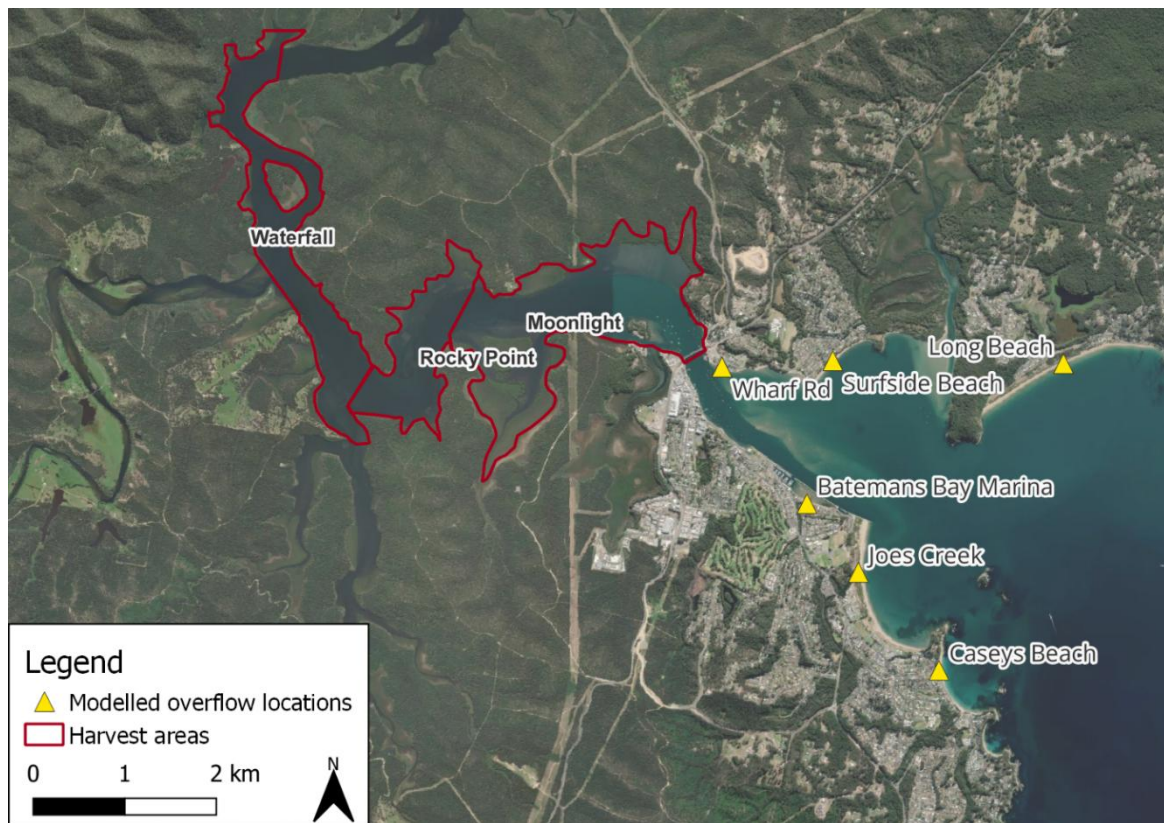 Waterfall
Moonlight
Rocky Point
Long Beach
Wharf Rd
Surfside Beach
Batemans Bay Marina
Joes Creek
Caseys Beach
Legend
Modelled overflow locations
Harvest areas
0 1 2 km
N